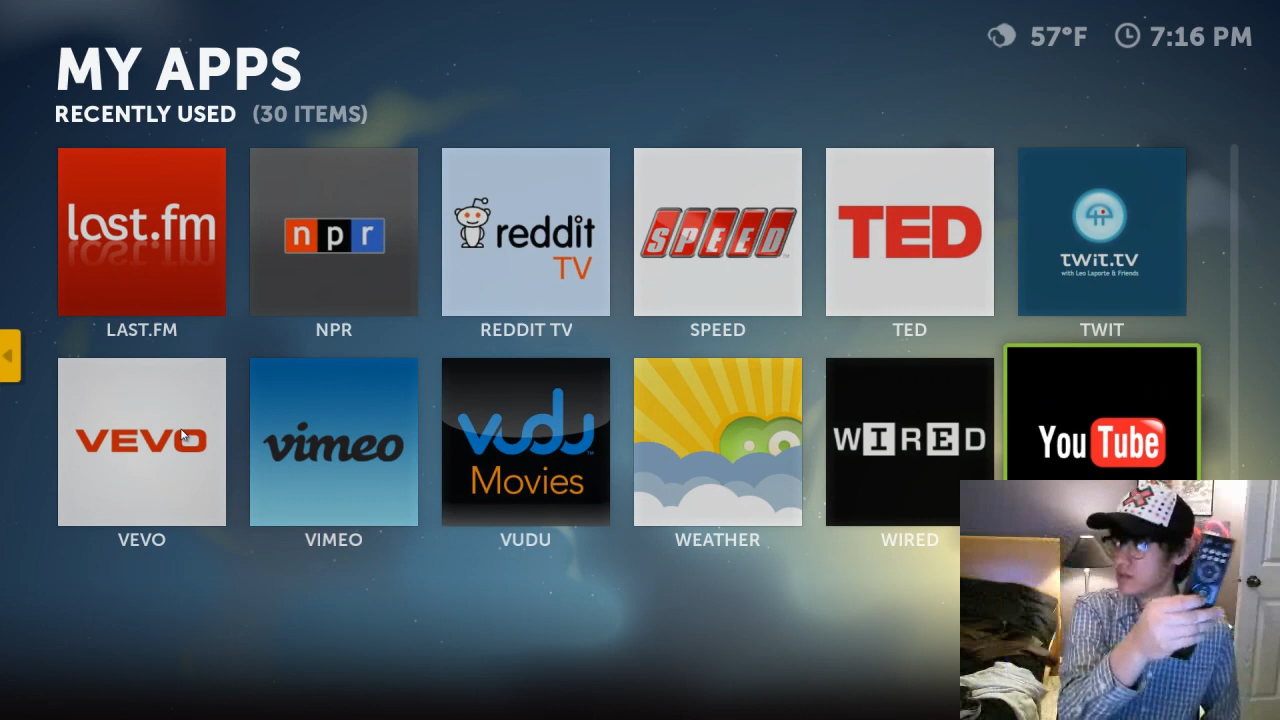 57°F 7:16 PM
MY APPS
RECENTLY USED (30 ITEMS)
last.fm
npr
reddit
TV
SPEED
TED
TWiT.TV
with Leo Laporte & Friends
LAST.FM NPR REDDIT TV SPEED TED TWIT
VEVO
vimeo
vudu
Movies
WIRED
You Tube
VEVO VIMEO VUDU WEATHER WIRED